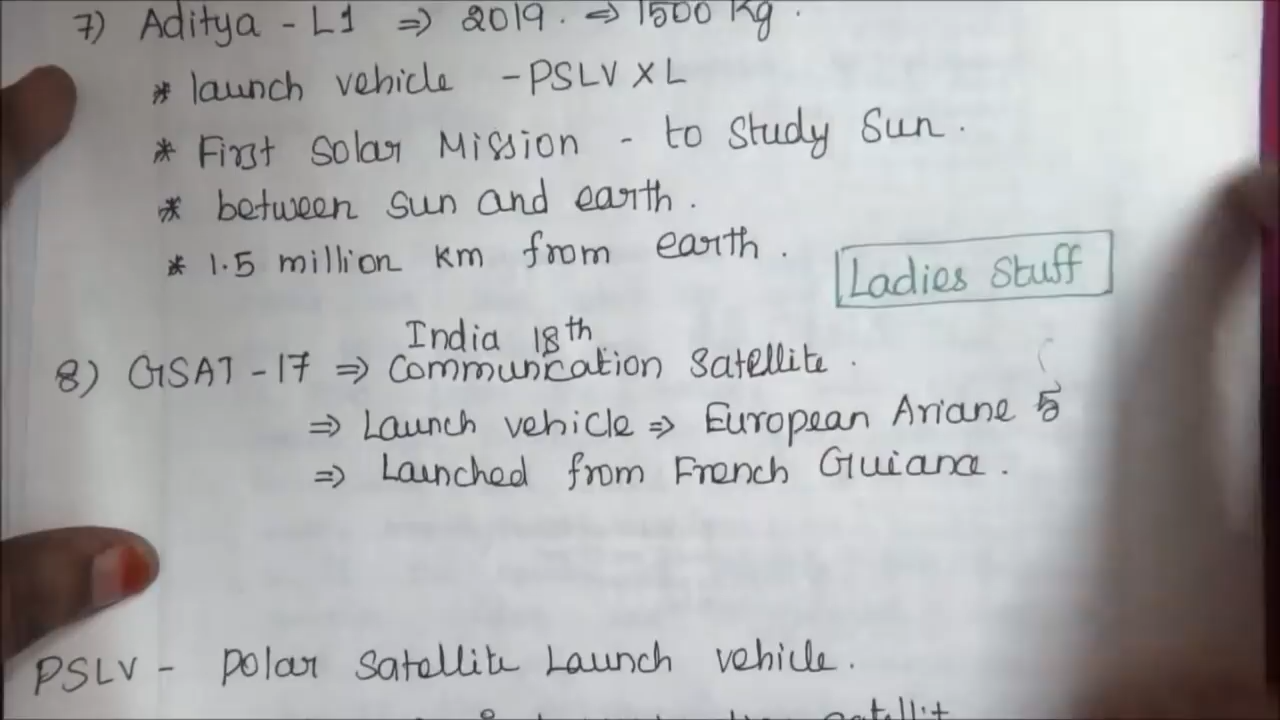 7) Aditya - L1 ⇒ 2019. ⇒ 1500 Kg.
* launch vehicle - PSLV XL
* First Solar Mission - to Study Sun.
* between sun and earth.
* 1.5 million km from earth.
Ladies Stuff
India 18th
8) GSAT - 17 ⇒ Communication Satellite.
⇒ Launch vehicle ⇒ European Ariane 5
⇒ Launched from French Guiana.
PSLV - Polar Satellite Launch vehicle.